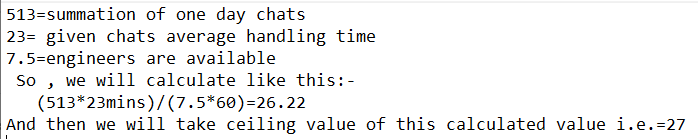 513=summation of one day chats
23= given chats average handling time
7.5=engineers are available
So , we will calculate like this:-
(513*23mins)/(7.5*60)=26.22
And then we will take ceiling value of this calculated value i.e.=27